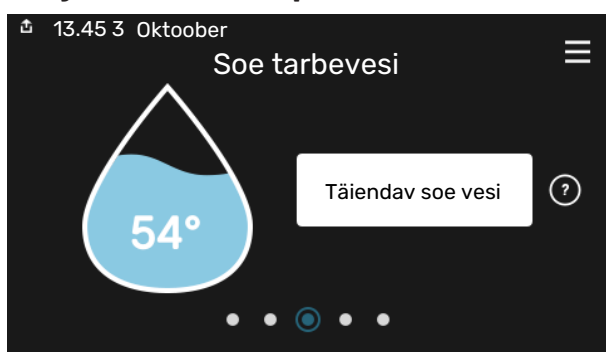 13.45 3 Oktoober
Soe tarbevesi
Täiendav soe vesi
?
54°